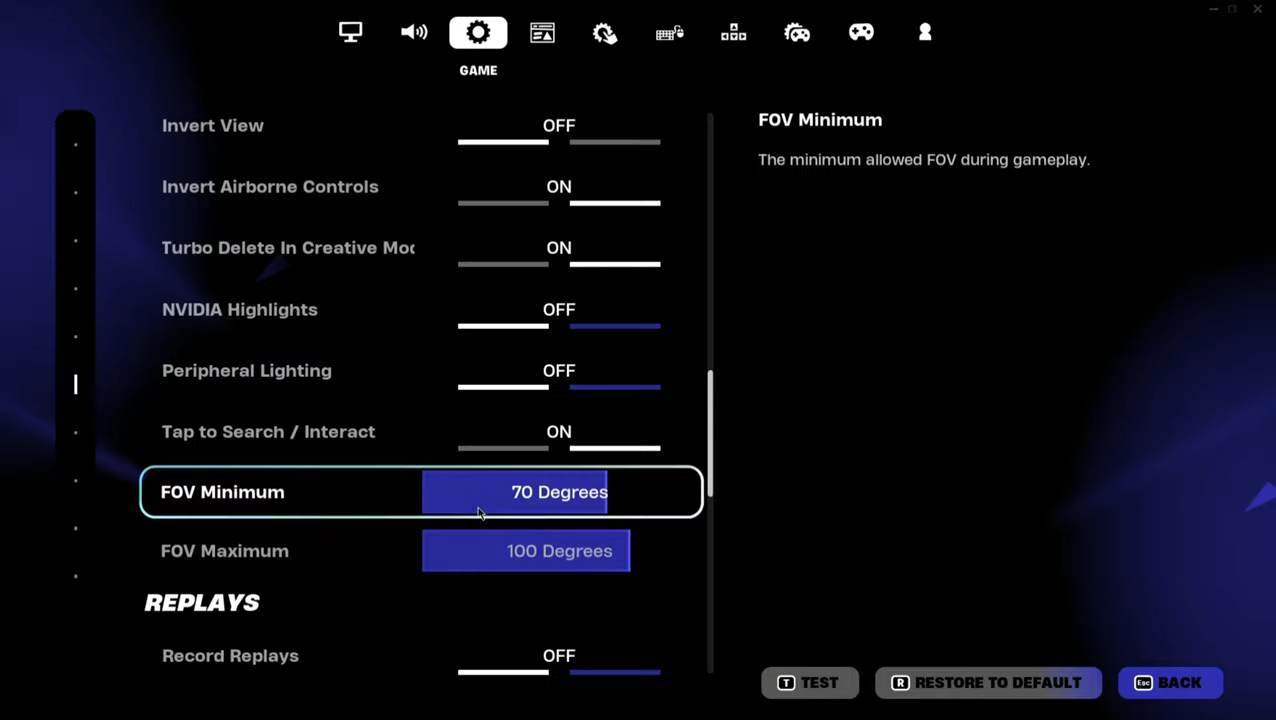 GAME
Invert View OFF
Invert Airborne Controls ON
Turbo Delete In Creative Mod ON
NVIDIA Highlights OFF
Peripheral Lighting OFF
Tap to Search / Interact ON
FOV Minimum 70 Degrees
FOV Maximum 100 Degrees
REPLAYS
Record Replays OFF
FOV Minimum
The minimum allowed FOV during gameplay.
T TEST
R RESTORE TO DEFAULT
Esc BACK